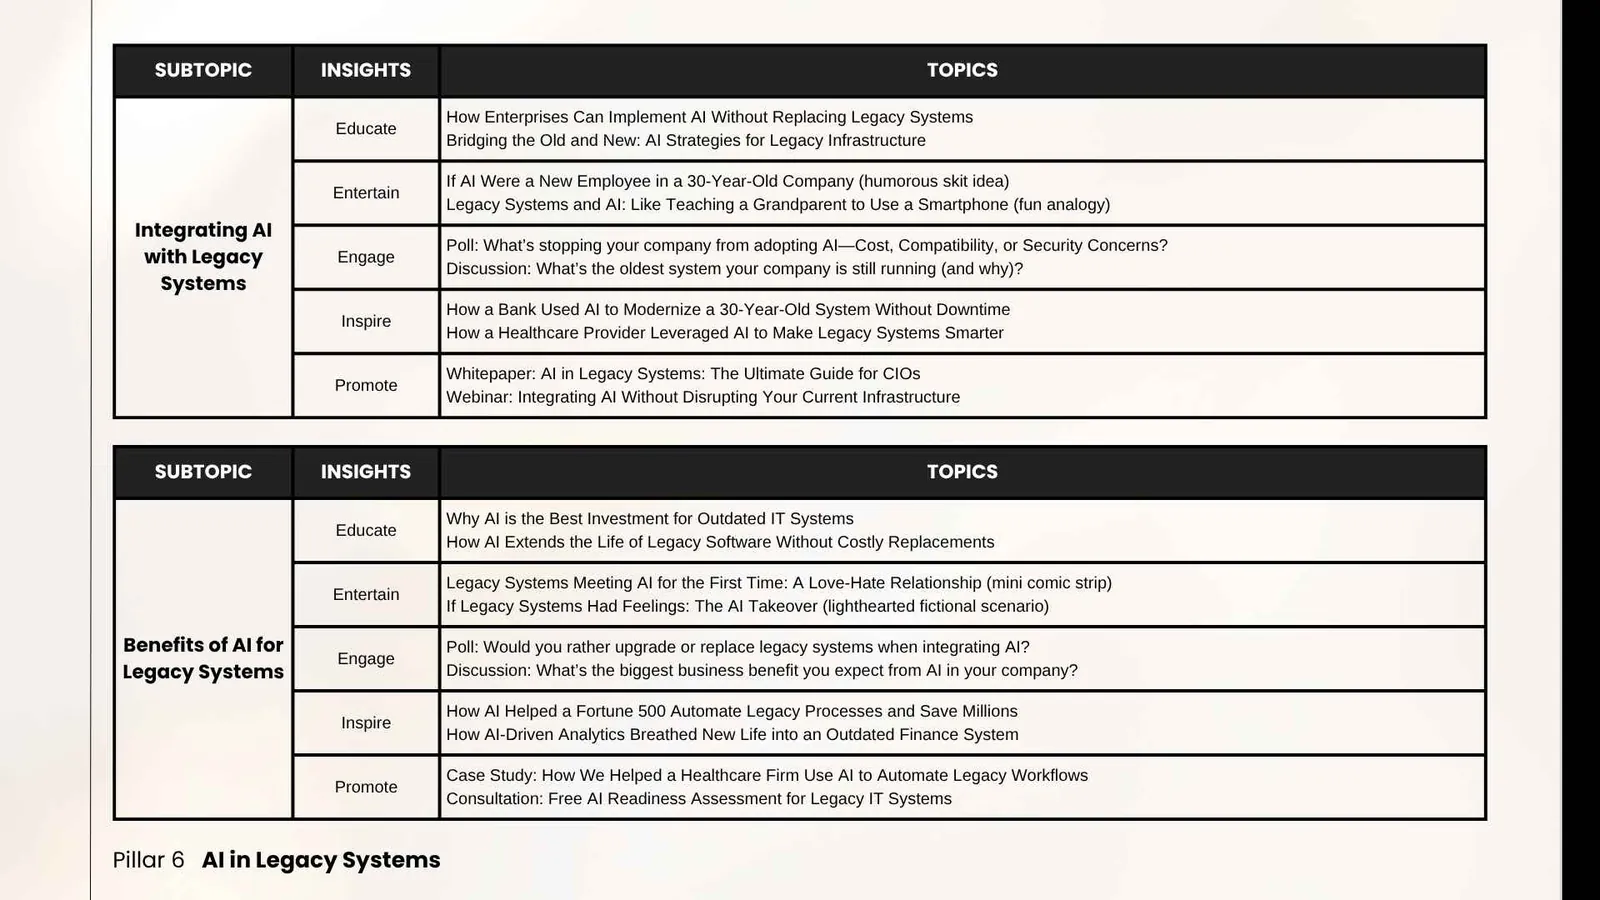 SUBTOPIC INSIGHTS TOPICS
Integrating AI
with Legacy
Systems
Educate
How Enterprises Can Implement AI Without Replacing Legacy Systems
Bridging the Old and New: AI Strategies for Legacy Infrastructure
Entertain
If AI Were a New Employee in a 30-Year-Old Company (humorous skit idea)
Legacy Systems and AI: Like Teaching a Grandparent to Use a Smartphone (fun analogy)
Engage
Poll: What’s stopping your company from adopting AI—Cost, Compatibility, or Security Concerns?
Discussion: What’s the oldest system your company is still running (and why)?
Inspire
How a Bank Used AI to Modernize a 30-Year-Old System Without Downtime
How a Healthcare Provider Leveraged AI to Make Legacy Systems Smarter
Promote
Whitepaper: AI in Legacy Systems: The Ultimate Guide for CIOs
Webinar: Integrating AI Without Disrupting Your Current Infrastructure
SUBTOPIC INSIGHTS TOPICS
Benefits of AI for
Legacy Systems
Educate
Why AI is the Best Investment for Outdated IT Systems
How AI Extends the Life of Legacy Software Without Costly Replacements
Entertain
Legacy Systems Meeting AI for the First Time: A Love-Hate Relationship (mini comic strip)
If Legacy Systems Had Feelings: The AI Takeover (lighthearted fictional scenario)
Engage
Poll: Would you rather upgrade or replace legacy systems when integrating AI?
Discussion: What’s the biggest business benefit you expect from AI in your company?
Inspire
How AI Helped a Fortune 500 Automate Legacy Processes and Save Millions
How AI-Driven Analytics Breathed New Life into an Outdated Finance System
Promote
Case Study: How We Helped a Healthcare Firm Use AI to Automate Legacy Workflows
Consultation: Free AI Readiness Assessment for Legacy IT Systems
Pillar 6 AI in Legacy Systems